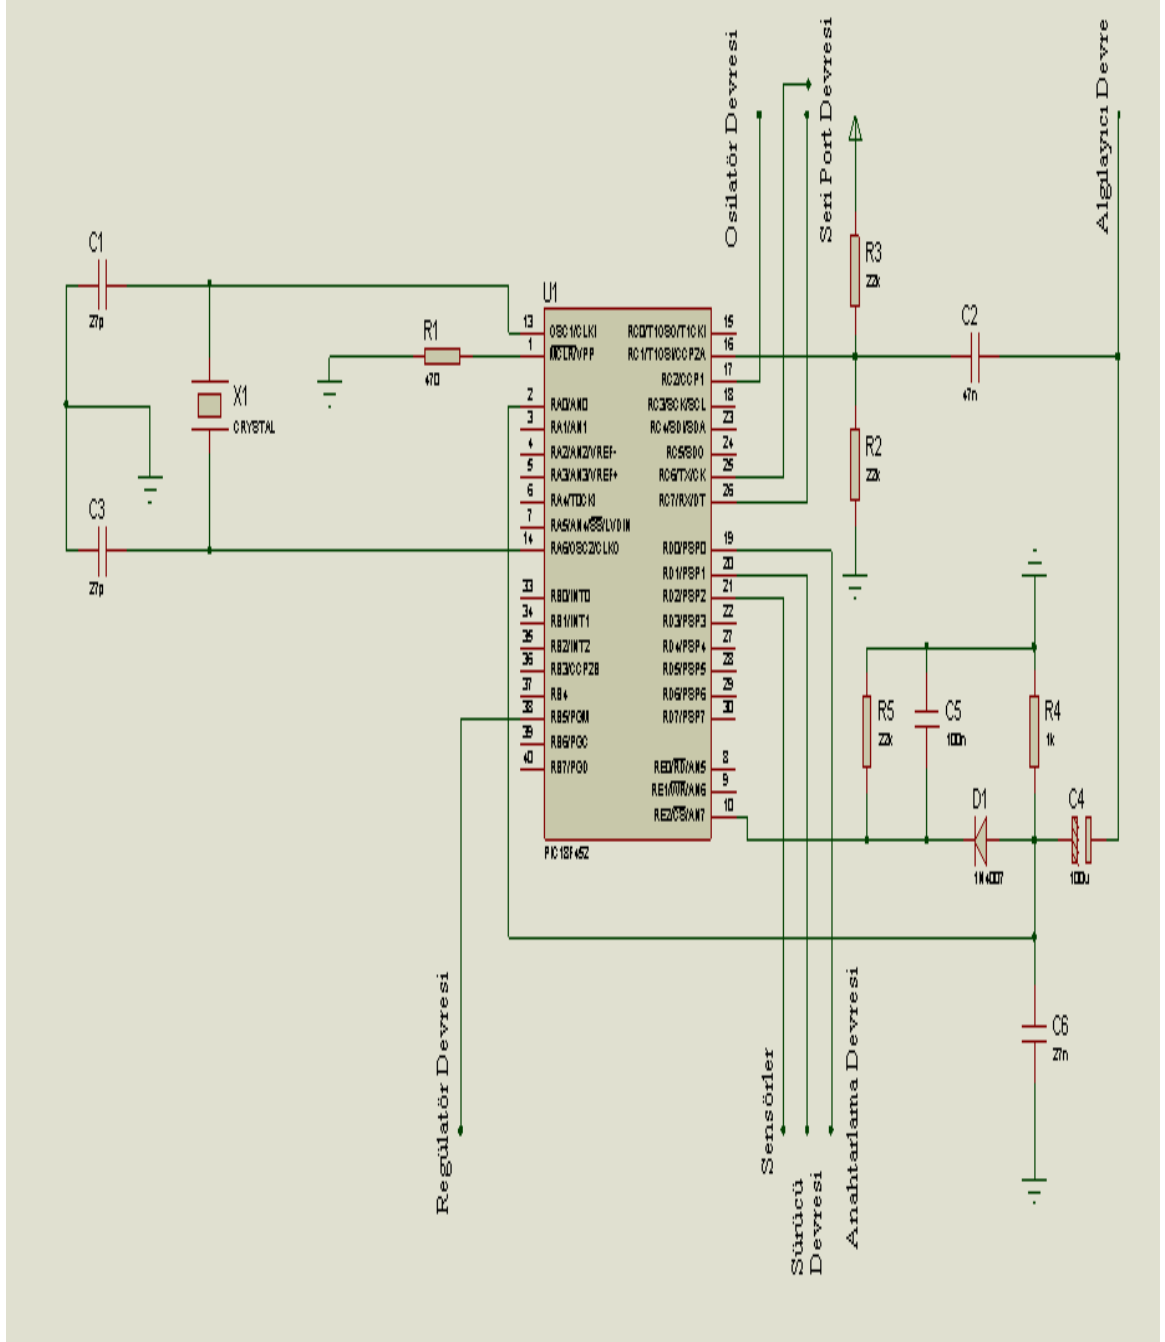 Osilatör Devresi
Seri Port Devresi
Algılayıcı Devre
C1
27p
X1
CRYSTAL
C3
27p
R1
470
U1
13 OSC1/CLKI
1 MCLR/VPP
2 RA0/AN0
3 RA1/AN1
4 RA2/AN2/VREF-
5 RA3/AN3/VREF+
6 RA4/T0CKI
7 RA5/AN4/SS/LVDIN
14 RA6/OSC2/CLKO
33 RB0/INT0
34 RB1/INT1
35 RB2/INT2
36 RB3/CCP2B
37 RB4
38 RB5/PGM
39 RB6/PGC
40 RB7/PGD
RC0/T1OSO/T1CKI 15
RC1/T1OSI/CCP2A 16
RC2/CCP1 17
RC3/SCK/SCL 18
RC4/SDI/SDA 23
RC5/SDO 24
RC6/TX/CK 25
RC7/RX/DT 26
RD0/PSP0 19
RD1/PSP1 20
RD2/PSP2 21
RD3/PSP3 22
RD4/PSP4 27
RD5/PSP5 28
RD6/PSP6 29
RD7/PSP7 30
RE0/RD/AN5 8
RE1/WR/AN6 9
RE2/CS/AN7 10
PIC18F452
R3
22k
C2
47n
R2
22k
R5
22k
C5
100n
R4
1k
D1
1N4007
C4
100u
C6
27n
Regülatör Devresi
Sensörler
Sürücü
Devresi
Anahtarlama Devresi